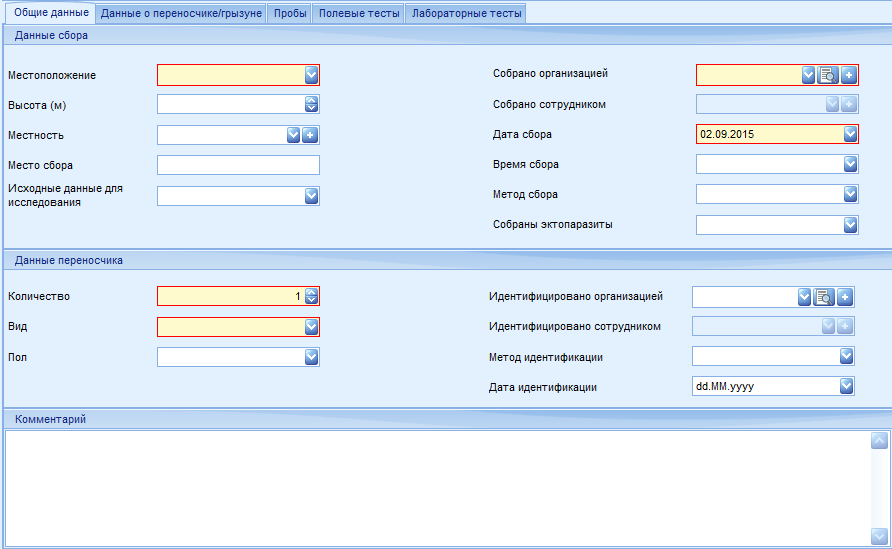 Общие данные
Данные о переносчике/грызуне
Пробы
Полевые тесты
Лабораторные тесты
Данные сбора
Местоположение
Высота (м)
Местность
Место сбора
Исходные данные для
исследования
Собрано организацией
Собрано сотрудником
Дата сбора
02.09.2015
Время сбора
Метод сбора
Собраны эктопаразиты
Данные переносчика
Количество
1
Вид
Пол
Идентифицировано организацией
Идентифицировано сотрудником
Метод идентификации
Дата идентификации
dd.MM.yyyy
Комментарий